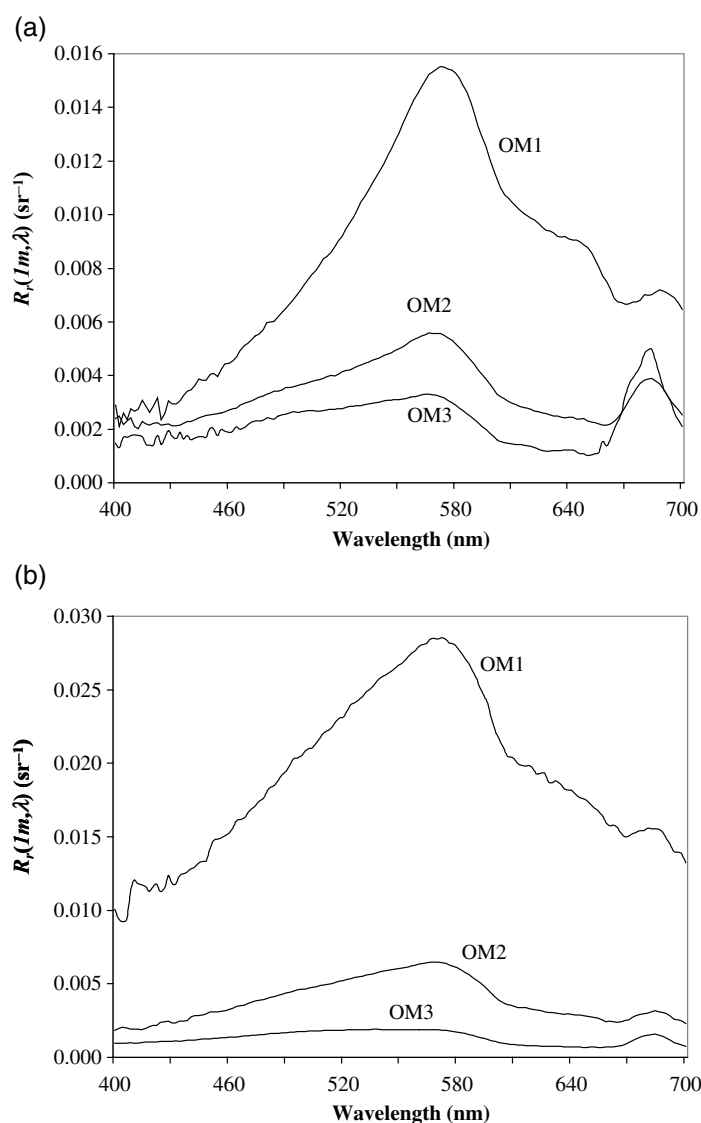 (a)
0.016
0.014
0.012
0.010
0.008
0.006
0.004
0.002
0.000
R_r(1m,λ) (sr⁻¹)
OM1
OM2
OM3
400 460 520 580 640 700
Wavelength (nm)
(b)
0.030
0.025
0.020
0.015
0.010
0.005
0.000
R_r(1m,λ) (sr⁻¹)
OM1
OM2
OM3
400 460 520 580 640 700
Wavelength (nm)